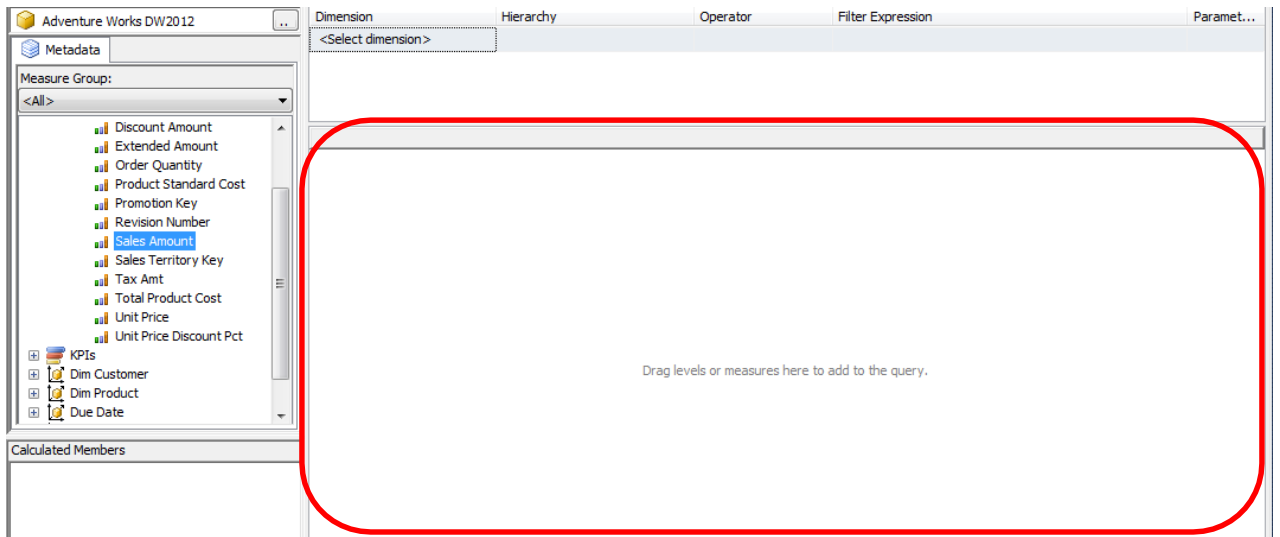 Adventure Works DW2012
..
Metadata
Measure Group:
<All>
Discount Amount
Extended Amount
Order Quantity
Product Standard Cost
Promotion Key
Revision Number
Sales Amount
Sales Territory Key
Tax Amt
Total Product Cost
Unit Price
Unit Price Discount Pct
KPIs
Dim Customer
Dim Product
Due Date
Calculated Members
Dimension Hierarchy Operator Filter Expression Paramet...
<Select dimension>
Drag levels or measures here to add to the query.